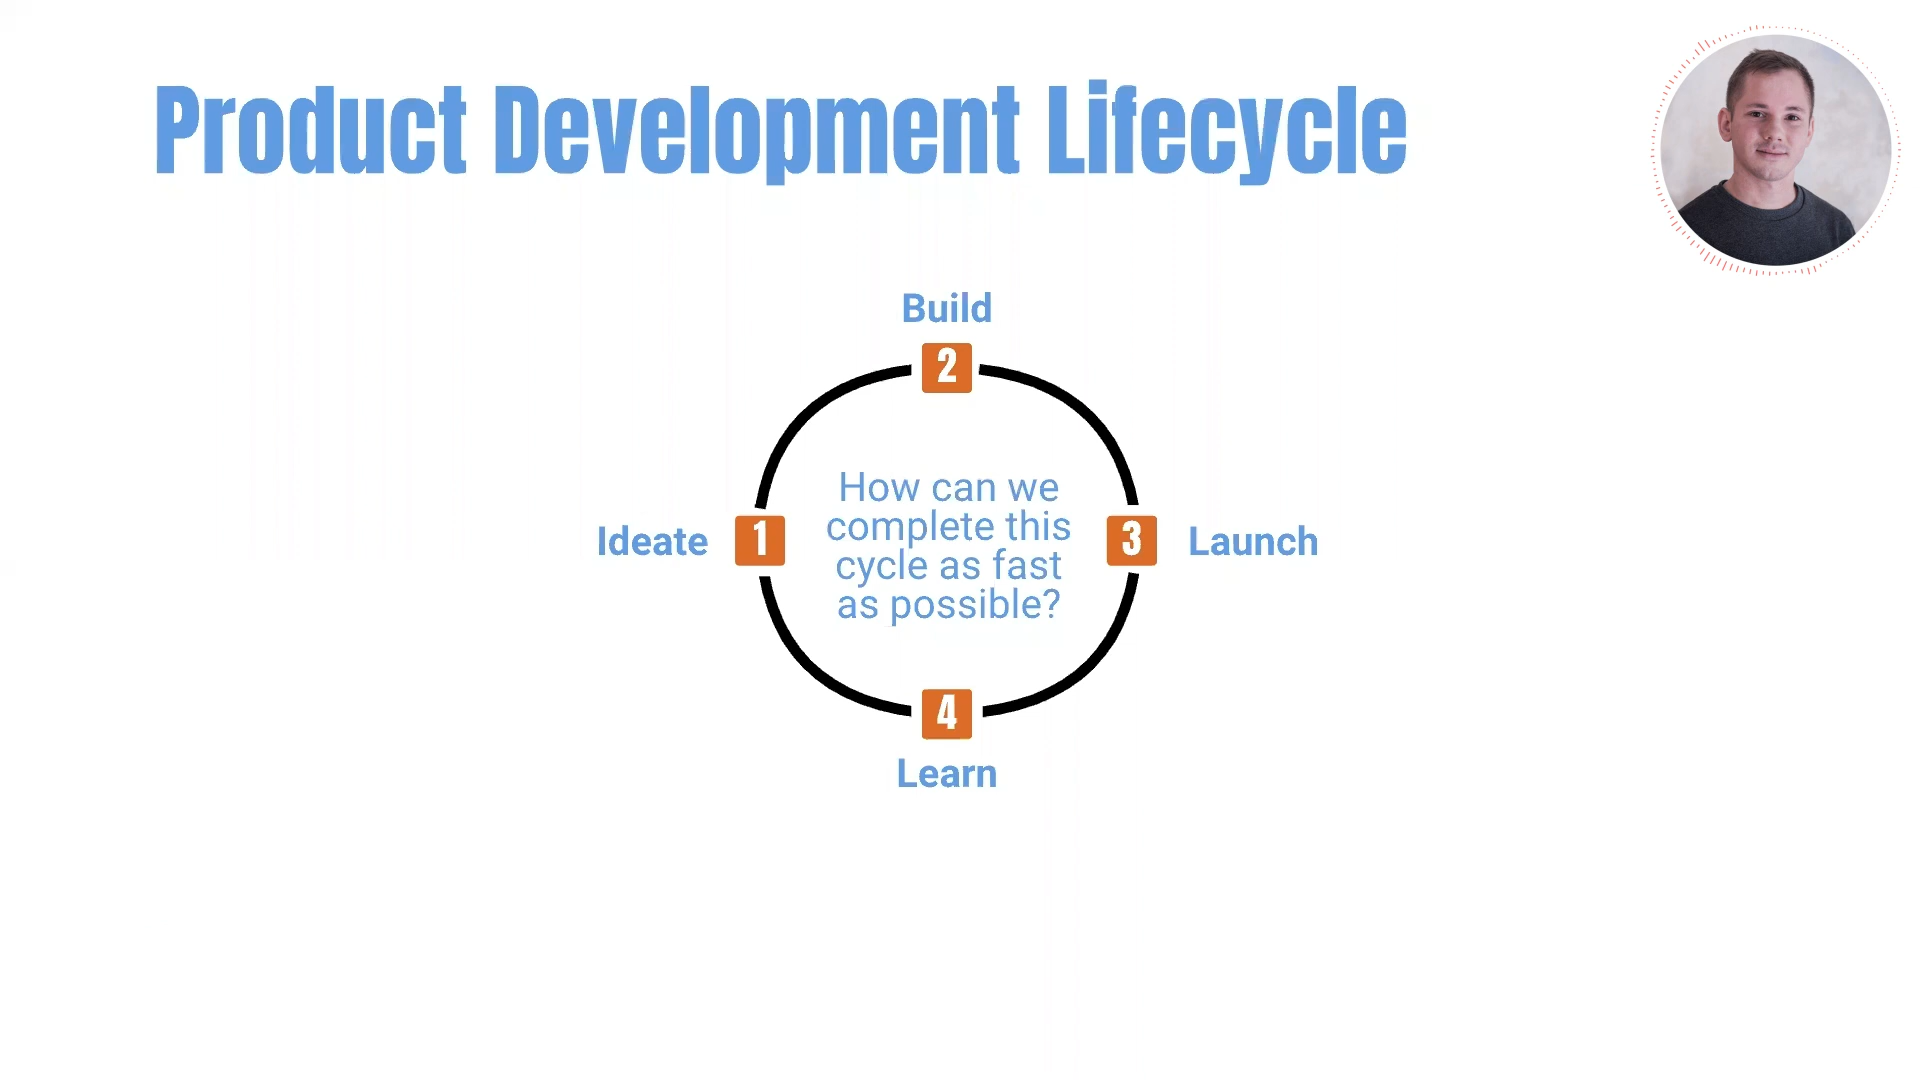 Product Development Lifecycle
Build
2
How can we
complete this
cycle as fast
as possible?
Ideate
1
3
Launch
4
Learn